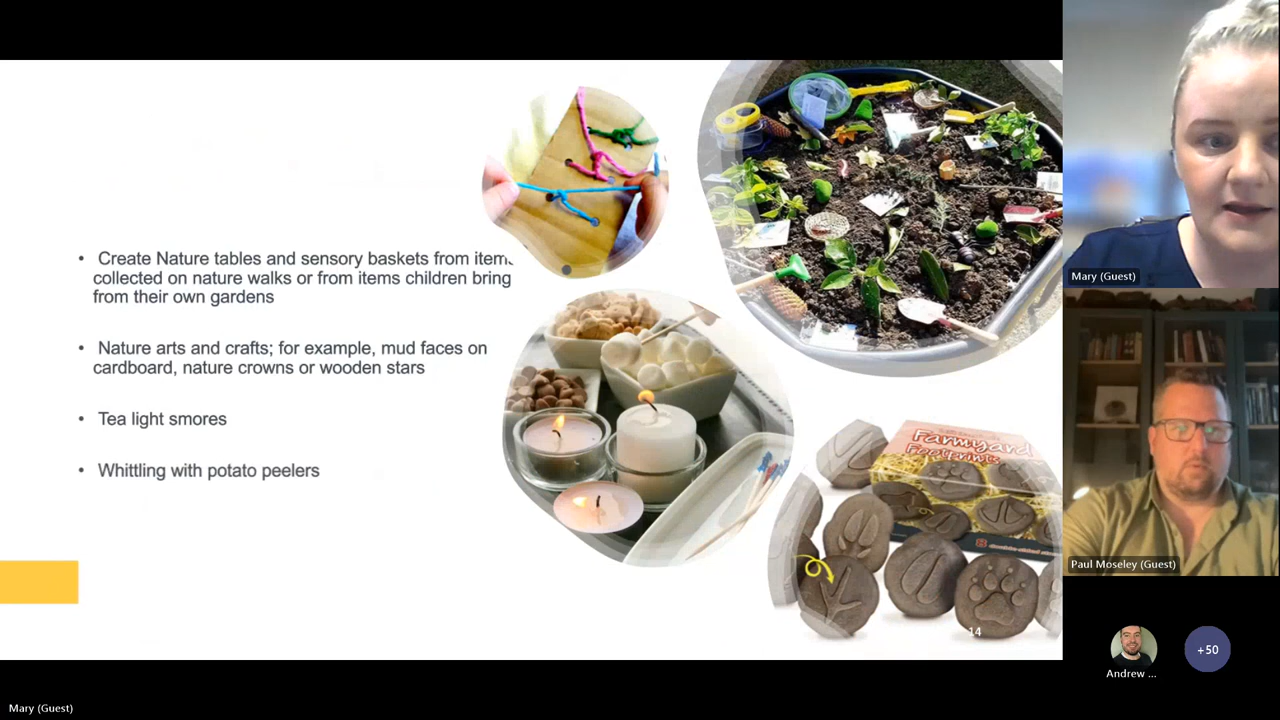 • Create Nature tables and sensory baskets from items
collected on nature walks or from items children bring
from their own gardens
• Nature arts and crafts; for example, mud faces on
cardboard, nature crowns or wooden stars
• Tea light smores
• Whittling with potato peelers
Farmyard
Footprints
14
Mary (Guest)
Paul Moseley (Guest)
Andrew ...
+50
Mary (Guest)